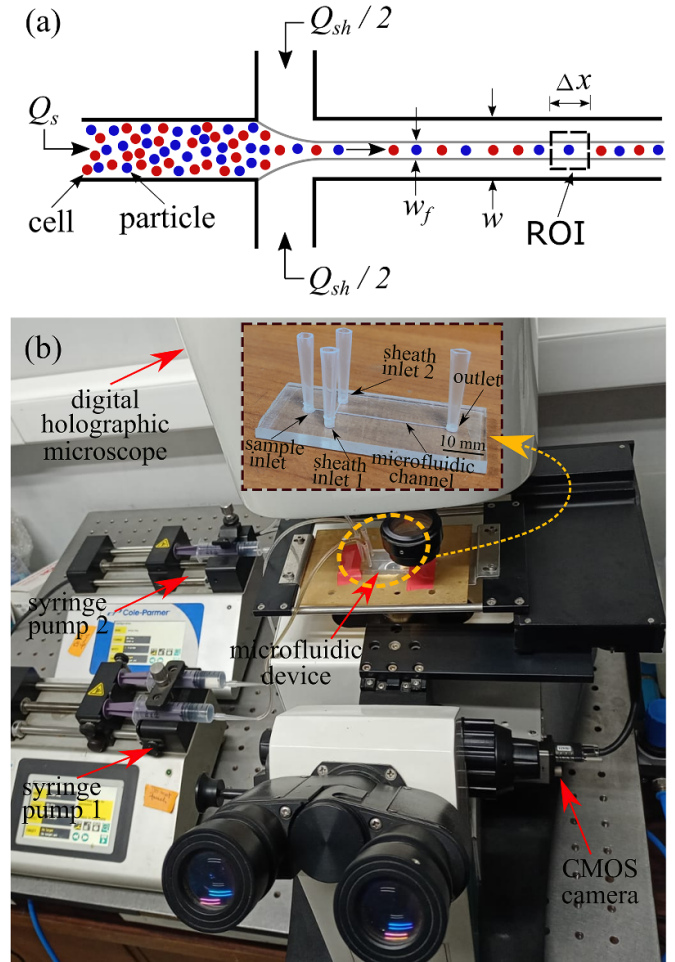 (a)
Q_sh / 2
Q_s
Δx
cell
particle
w_f
w
ROI
Q_sh / 2
(b)
digital
holographic
microscope
sheath
inlet 2
outlet
10 mm
sample
inlet
sheath
inlet 1
microfluidic
channel
syringe
pump 2
Cole-Parmer
microfluidic
device
syringe
pump 1
CMOS
camera